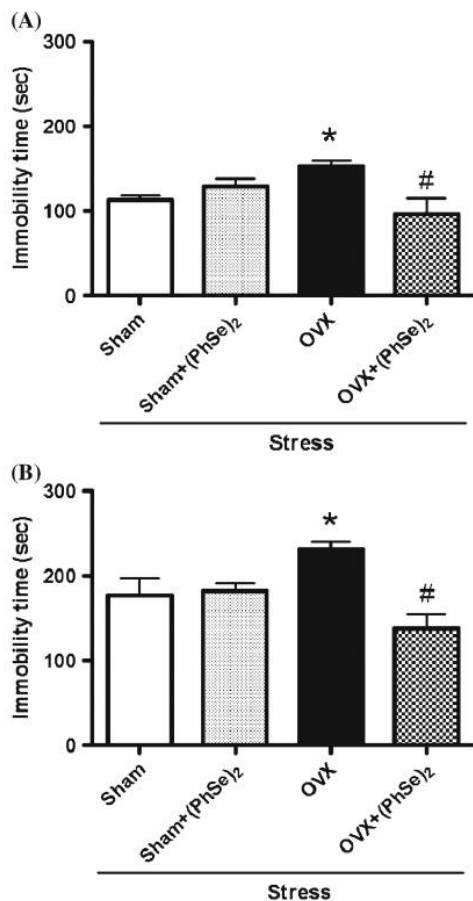 (A)
Immobility time (sec)
300
200
100
0
*
#
Sham
Sham+(PhSe)₂
OVX
OVX+(PhSe)₂
Stress
(B)
Immobility time (sec)
300
200
100
0
*
#
Sham
Sham+(PhSe)₂
OVX
OVX+(PhSe)₂
Stress